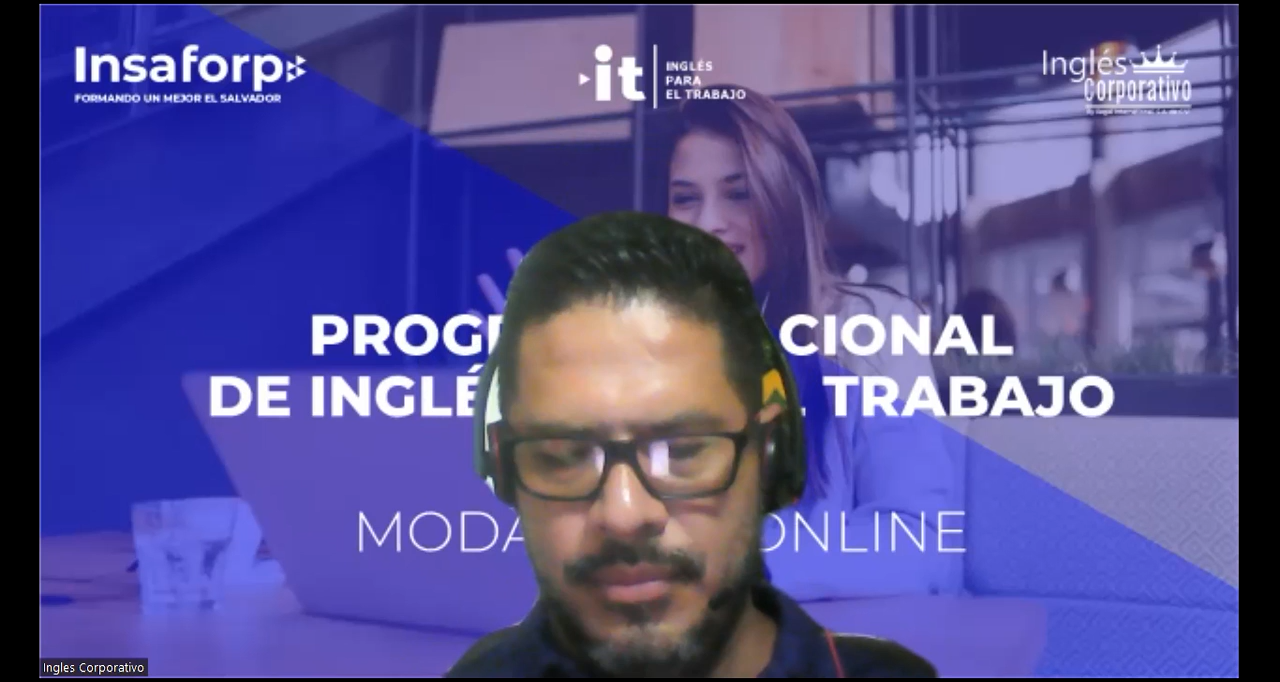 Insaforp
FORMANDO UN MEJOR EL SALVADOR
it
INGLÉS
PARA
EL TRABAJO
Inglés
Corporativo
PROG CIONAL
DE INGLÉ TRABAJO
MODA ONLINE
Ingles Corporativo